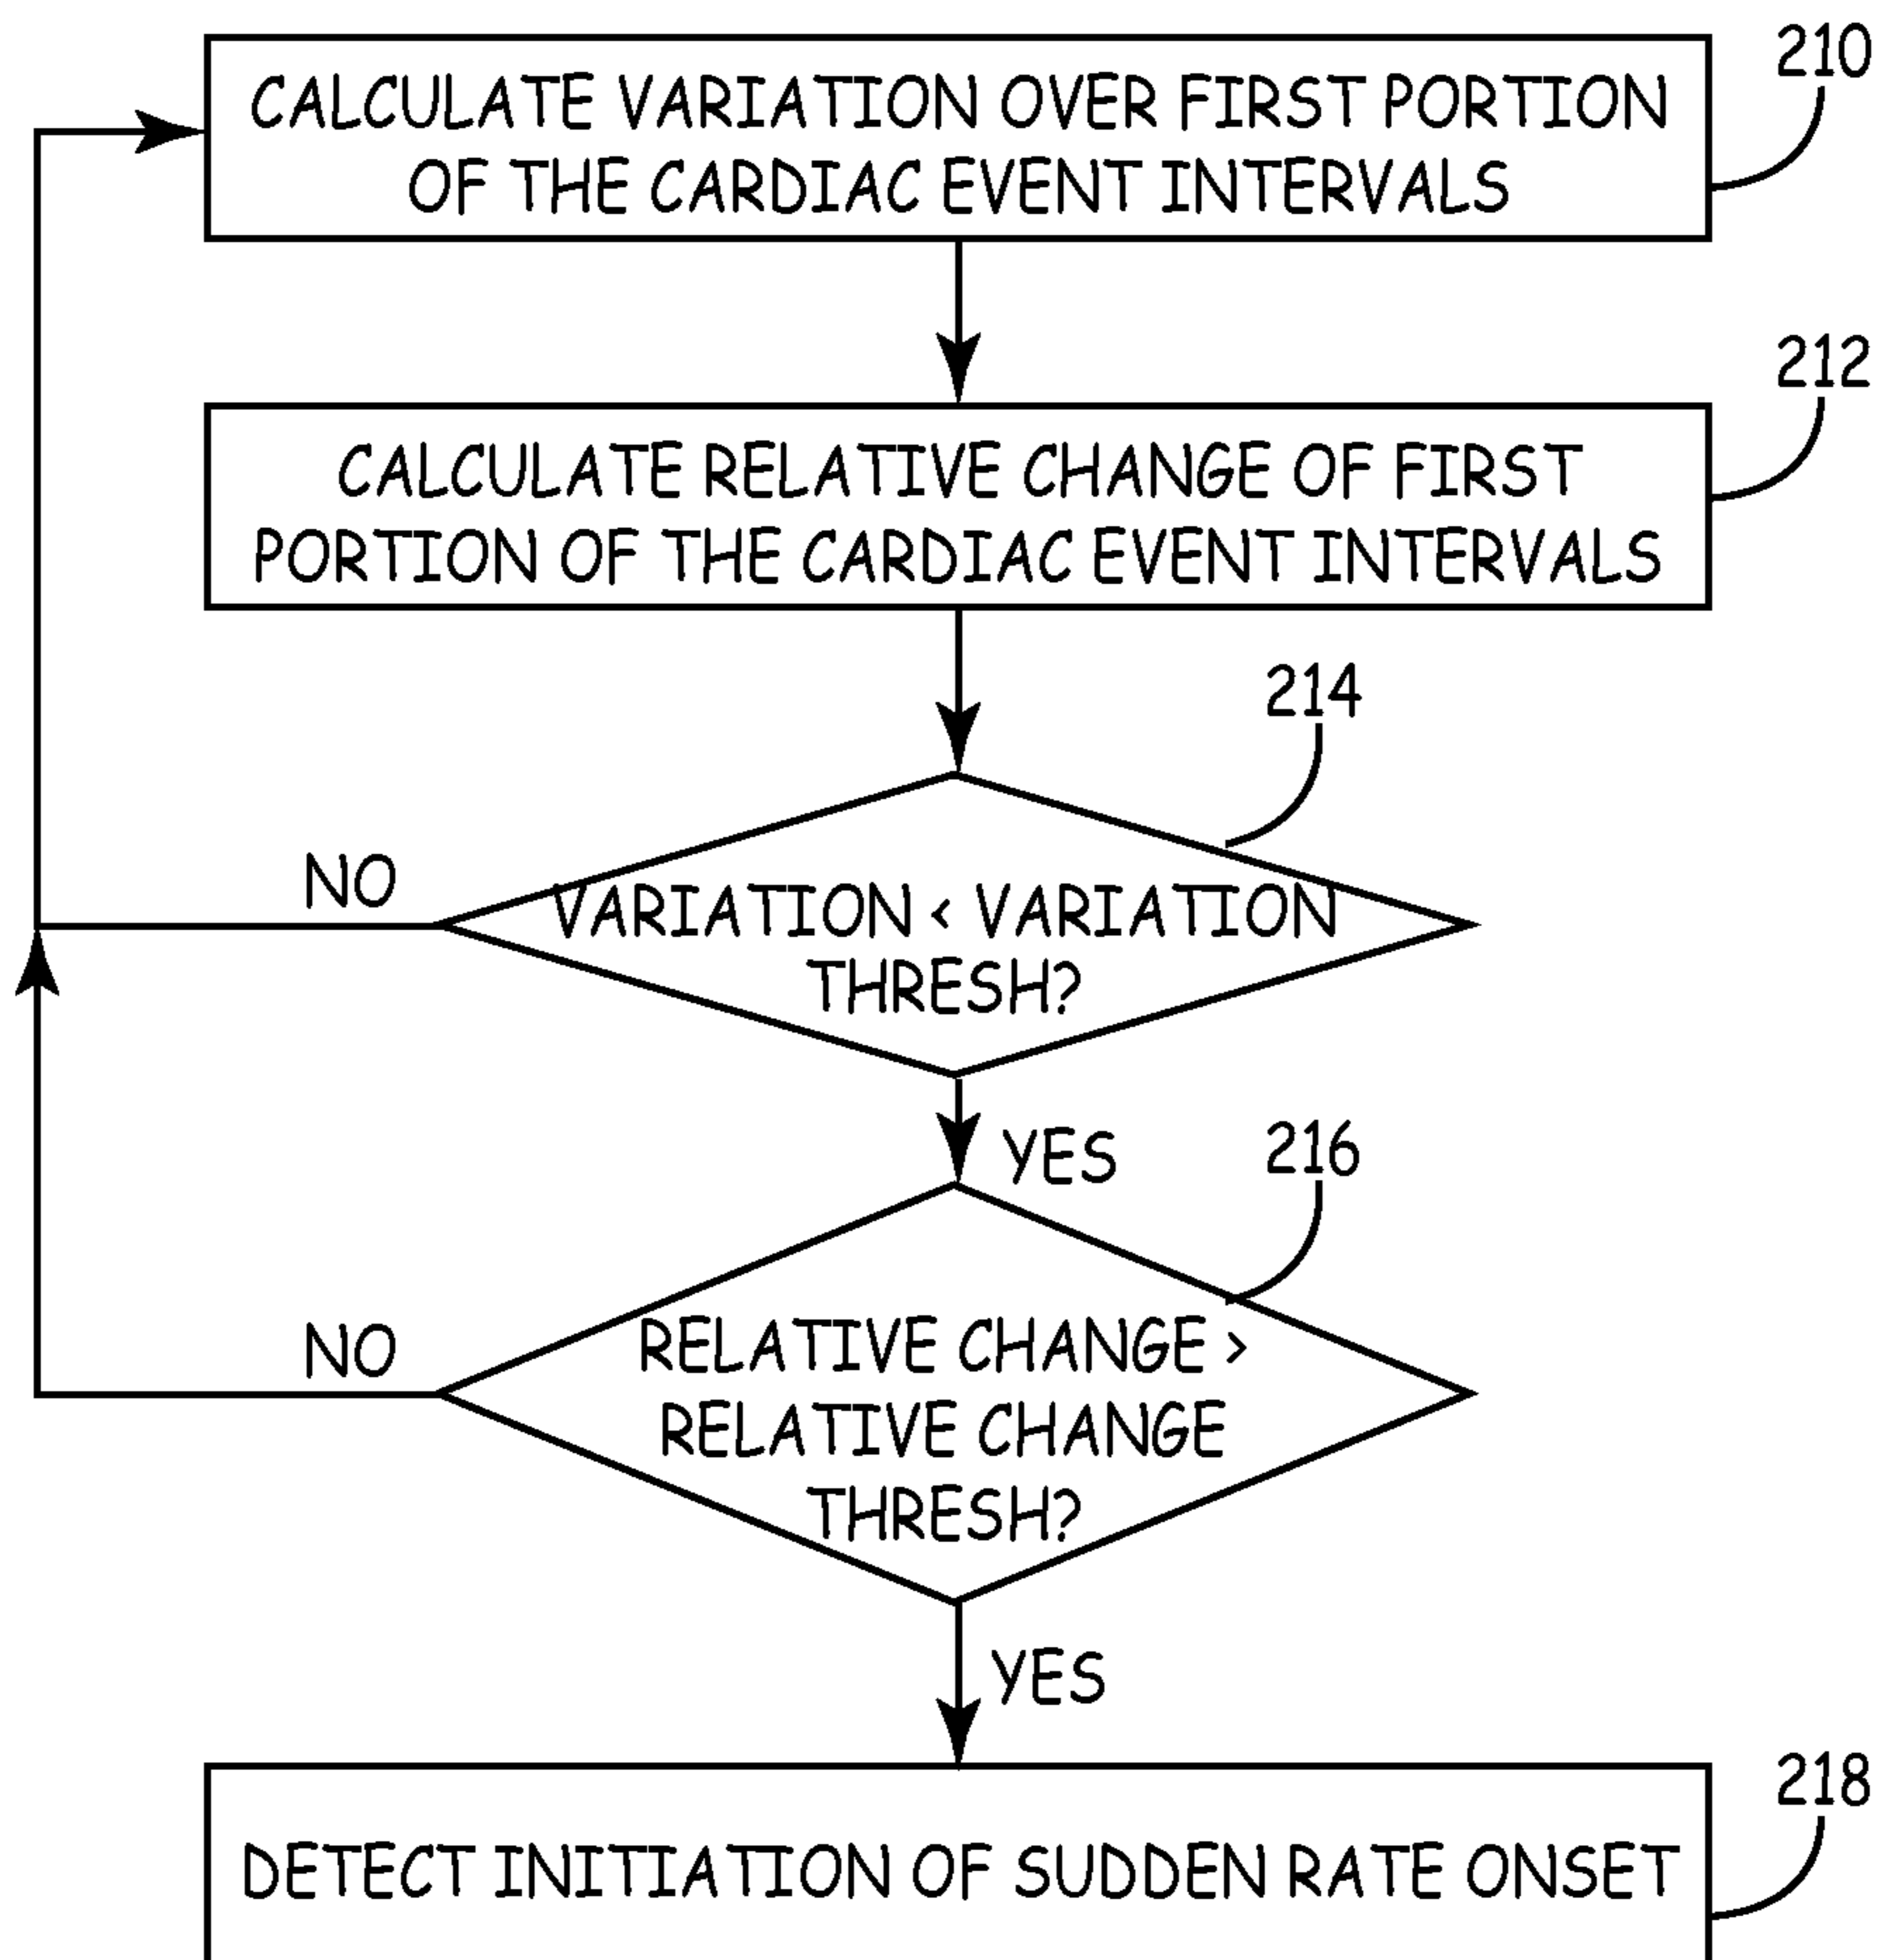 210
CALCULATE VARIATION OVER FIRST PORTION
OF THE CARDIAC EVENT INTERVALS
212
CALCULATE RELATIVE CHANGE OF FIRST
PORTION OF THE CARDIAC EVENT INTERVALS
214
NO
VARIATION < VARIATION
THRESH?
YES
216
NO
RELATIVE CHANGE >
RELATIVE CHANGE
THRESH?
YES
218
DETECT INITIATION OF SUDDEN RATE ONSET